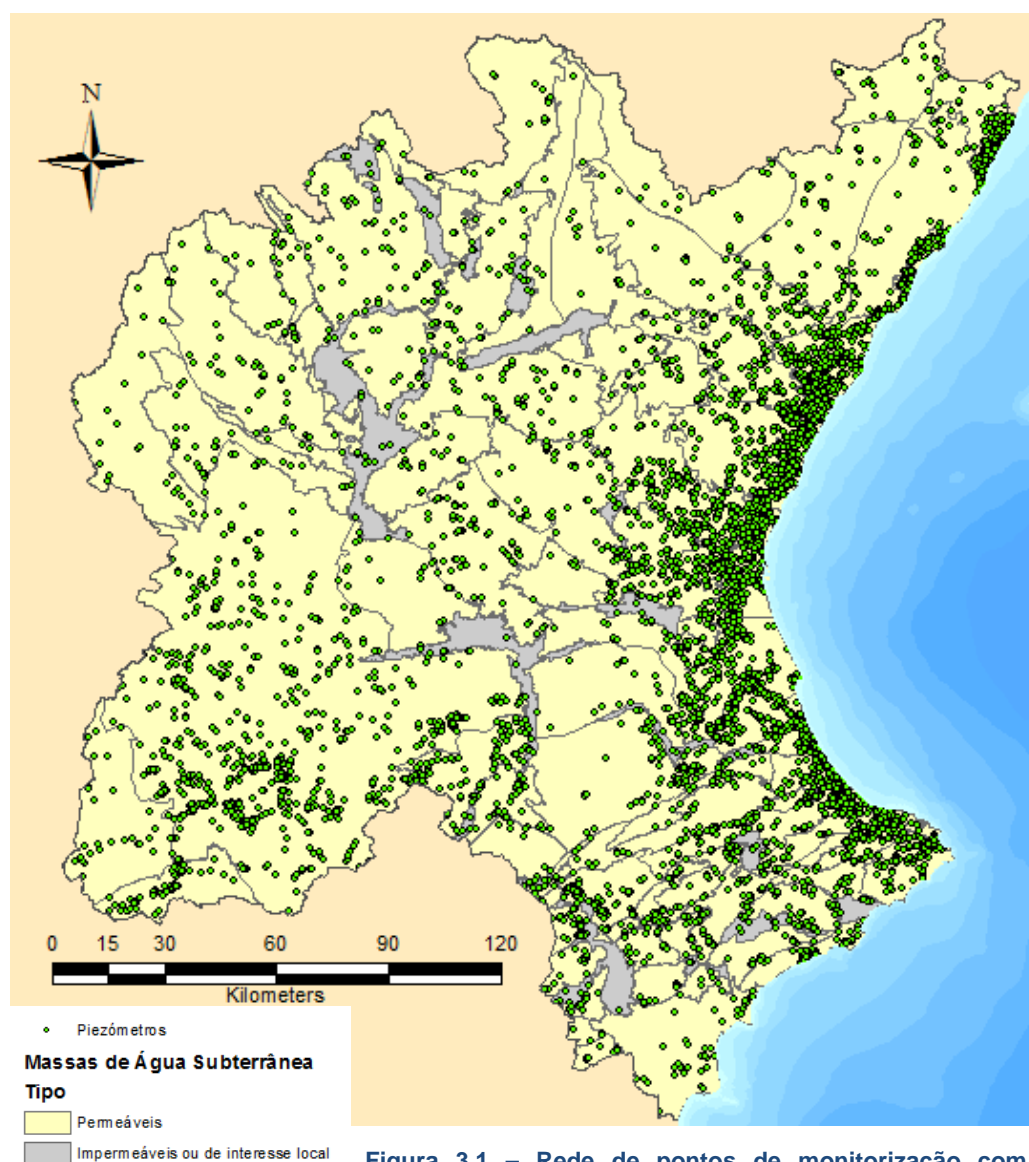 N
0 15 30 60 90 120
Kilometers
Piezómetros
Massas de Água Subterrânea
Tipo
Permeáveis
Impermeáveis ou de interesse local
Figura 3.1 – Rede de pontos de monitorização com